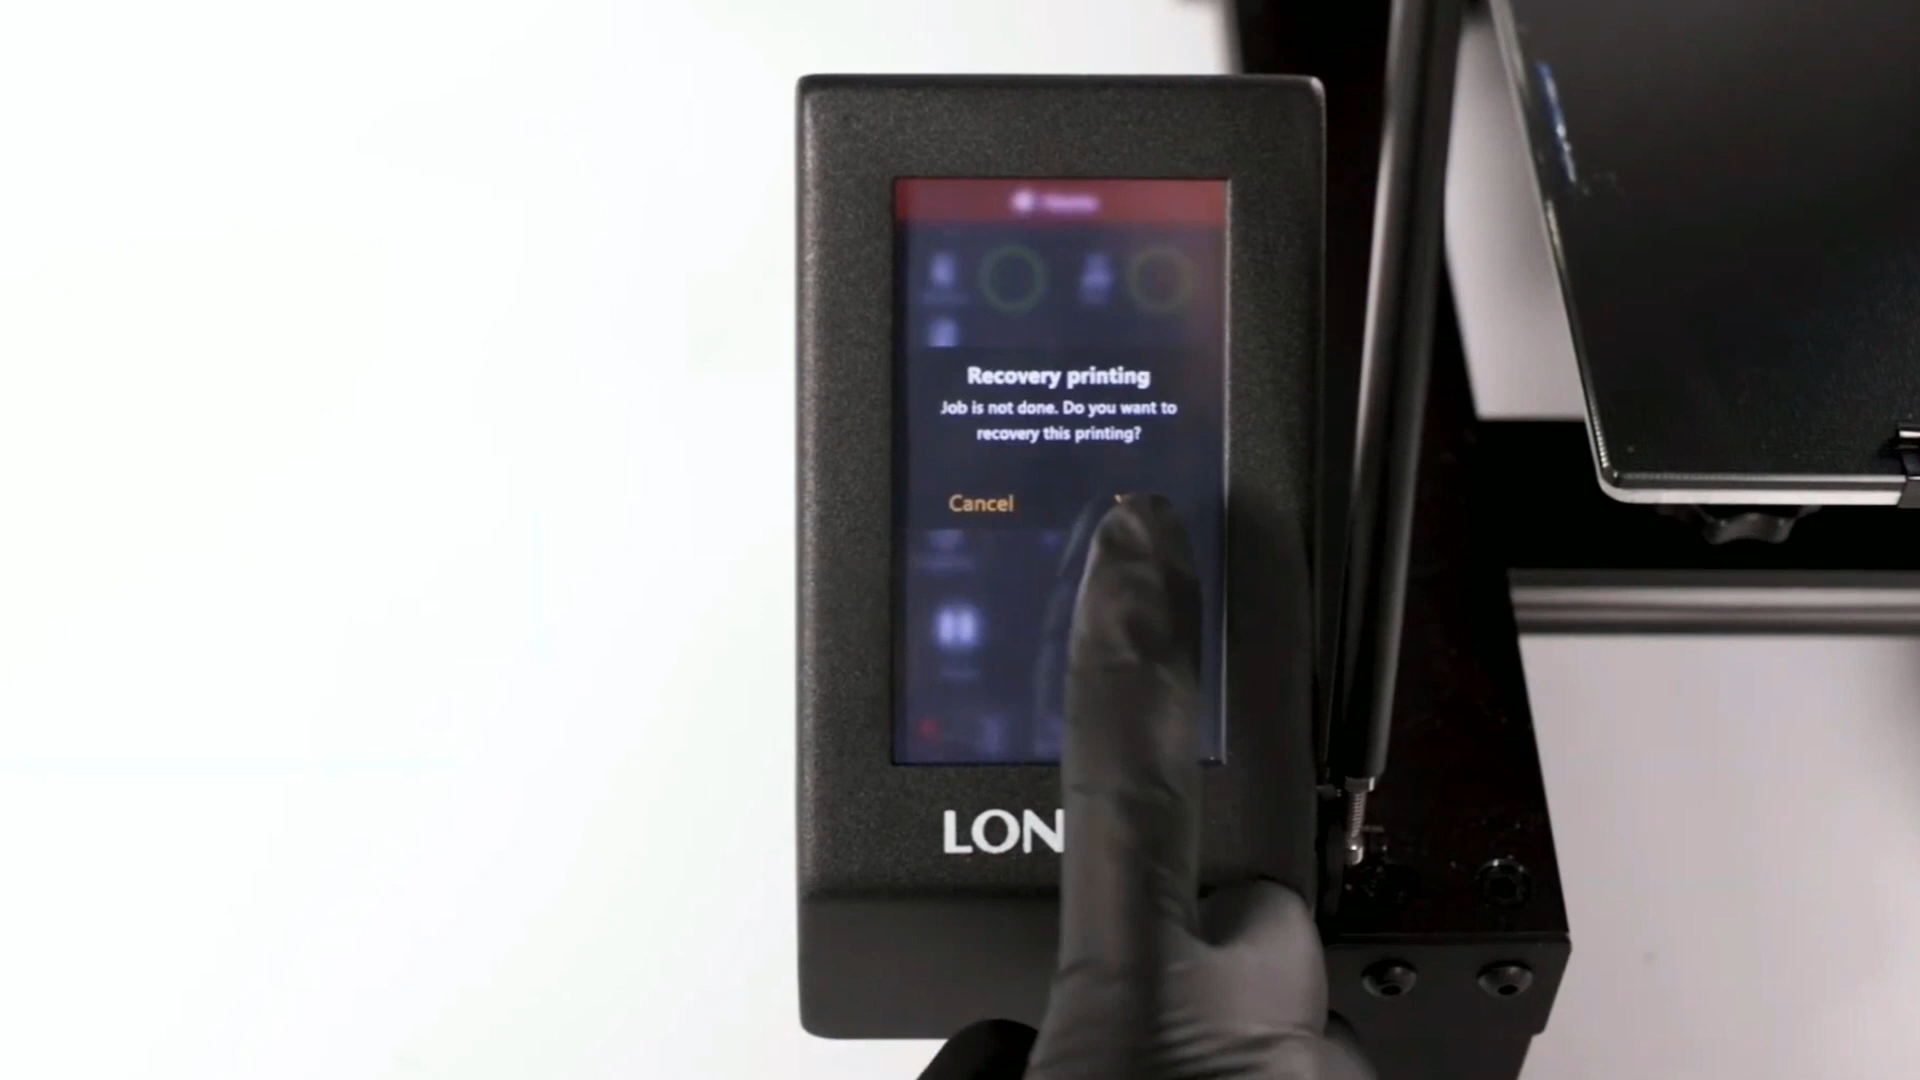 Recovery printing
Job is not done. Do you want to
recovery this printing?
Cancel
LON